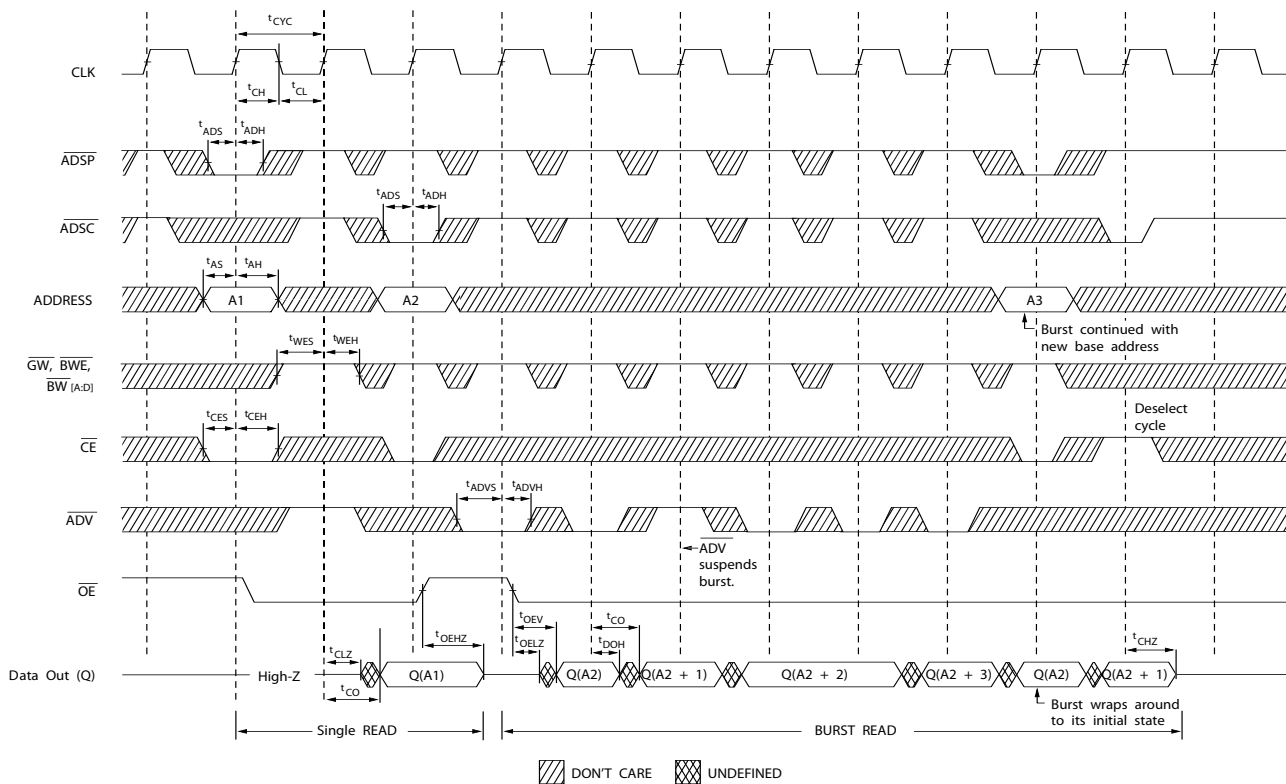 tCYC
CLK
tCH
tCL
tADS
tADH
ADSP
tADS
tADH
ADSC
tAS
tAH
ADDRESS
A1
A2
A3
Burst continued with
new base address
tWES
tWEH
GW, BWE,
BW [A:D]
tCES
tCEH
Deselect
cycle
CE
tADVS
tADVH
ADV
ADV
suspends
burst.
OE
tOEHZ
tOEV
tCO
tOELZ
tDOH
tCHZ
tCLZ
Data Out (Q)
High-Z
Q(A1)
Q(A2)
Q(A2 + 1)
Q(A2 + 2)
Q(A2 + 3)
Q(A2)
Q(A2 + 1)
tCO
Burst wraps around
to its initial state
Single READ
BURST READ
DON'T CARE
UNDEFINED